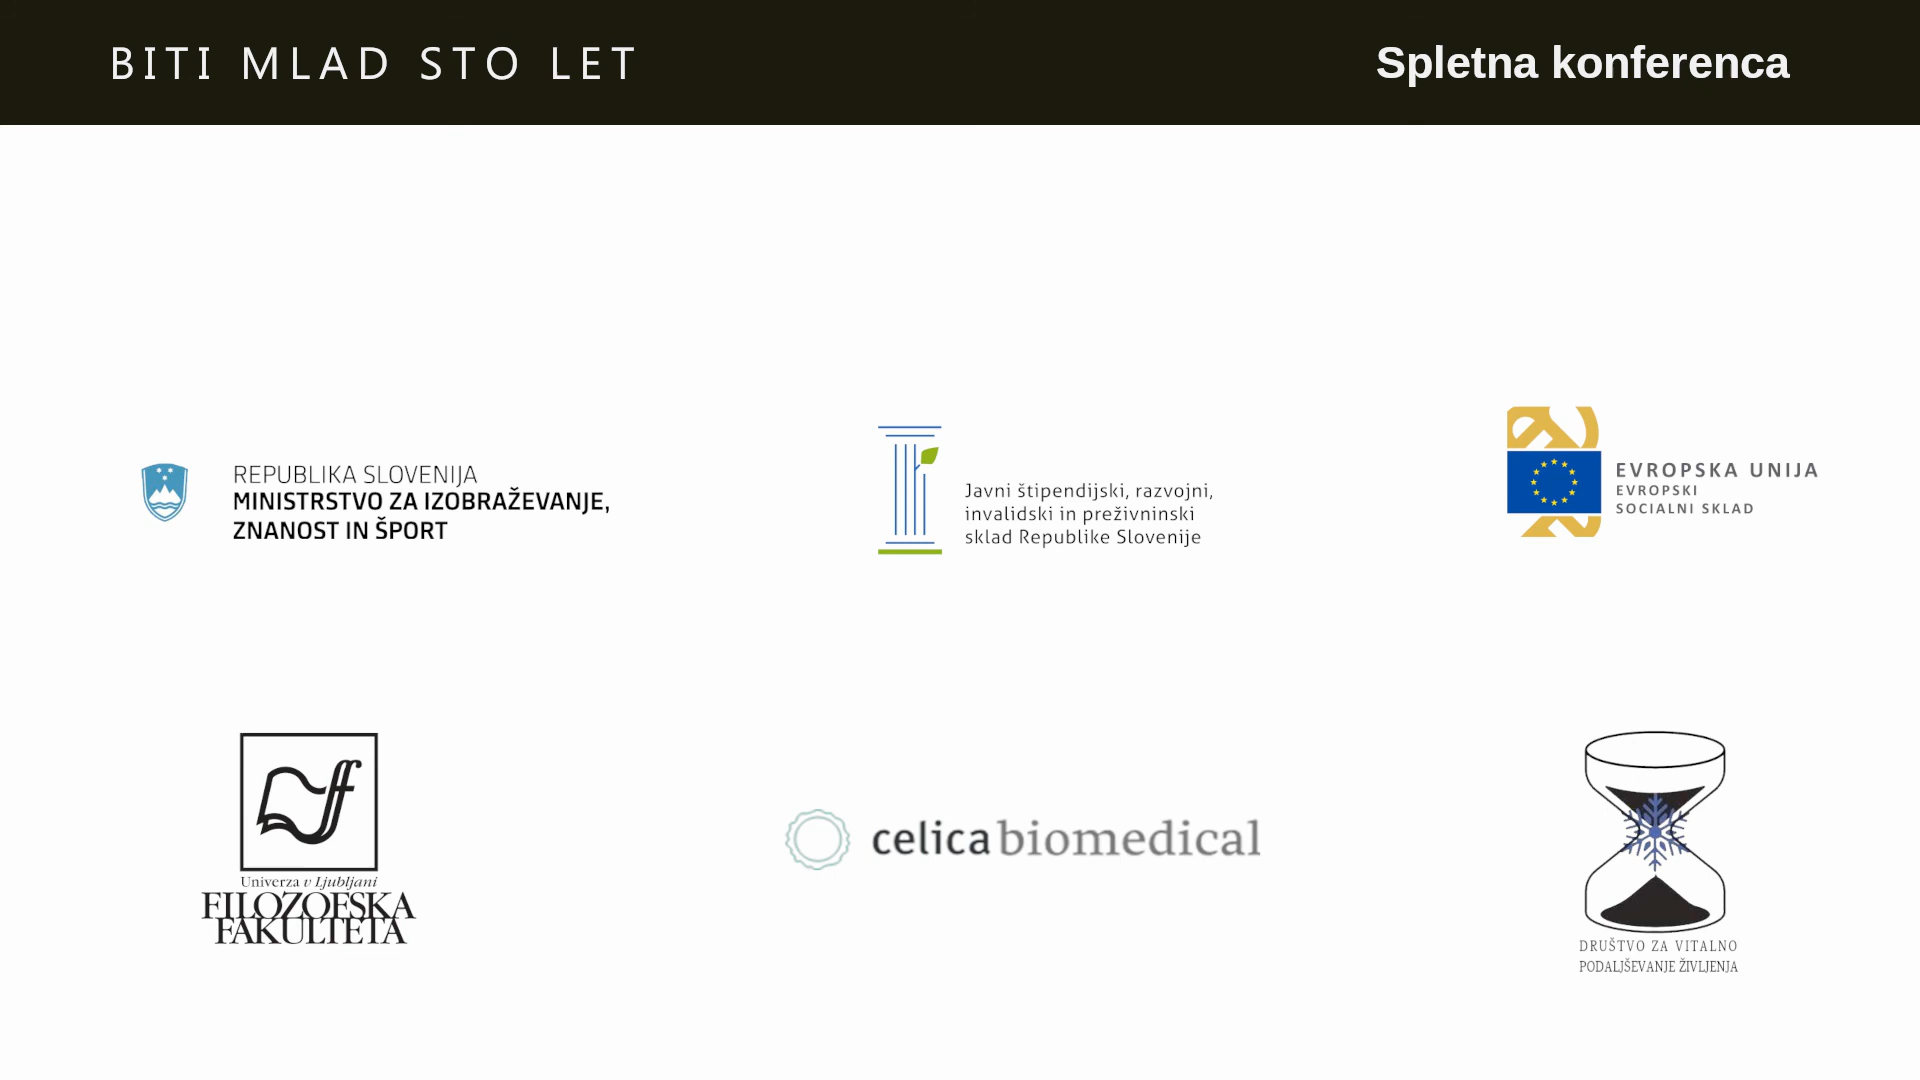 BITI MLAD STO LET
Spletna konferenca
REPUBLIKA SLOVENIJA
MINISTRSTVO ZA IZOBRAŽEVANJE,
ZNANOST IN ŠPORT
Javni štipendijski, razvojni,
invalidski in preživninski
sklad Republike Slovenije
EVROPSKA UNIJA
EVROPSKI
SOCIALNI SKLAD
Univerza v Ljubljani
FILOZOFSKA
FAKULTETA
celica biomedical
DRUŠTVO ZA VITALNO
PODALJŠEVANJE ŽIVLJENJA